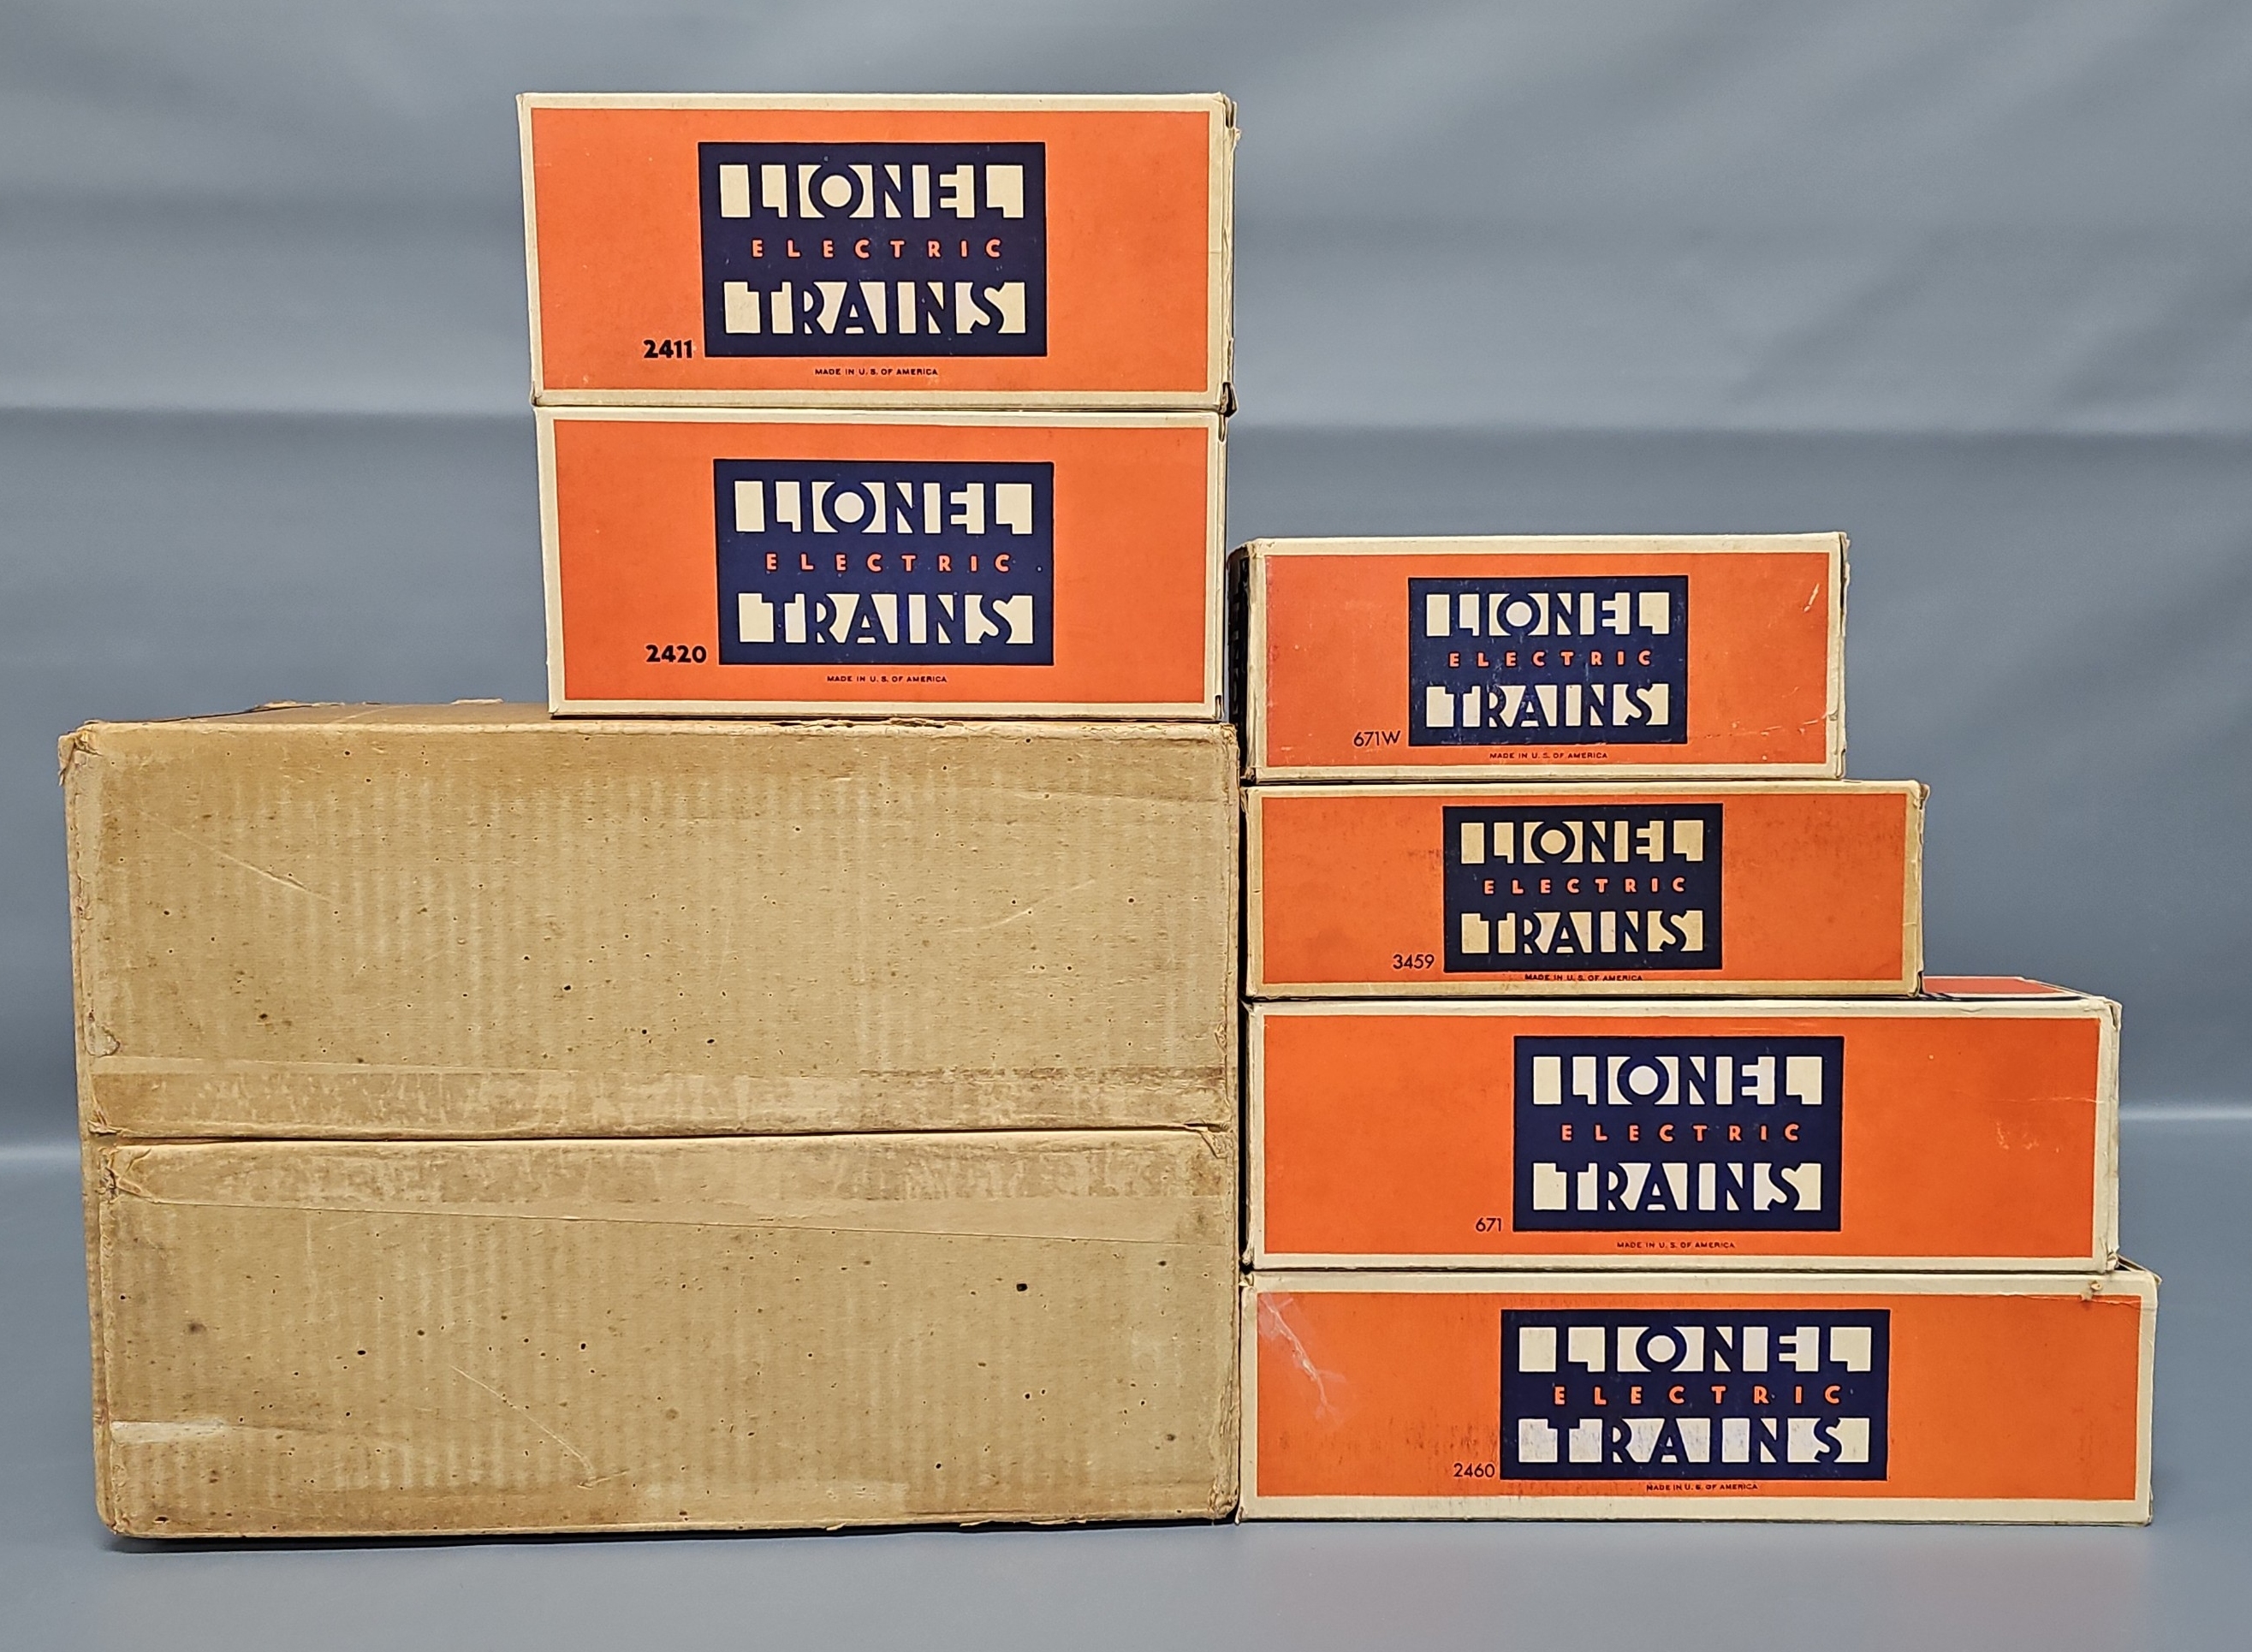 LIONEL
ELECTRIC
TRAINS
2411
MADE IN U. S. OF AMERICA
LIONEL
ELECTRIC
TRAINS
2420
MADE IN U. S. OF AMERICA
LIONEL
ELECTRIC
TRAINS
671W
MADE IN U. S. OF AMERICA
LIONEL
ELECTRIC
TRAINS
3459
MADE IN U. S. OF AMERICA
LIONEL
ELECTRIC
TRAINS
671
MADE IN U. S. OF AMERICA
LIONEL
ELECTRIC
TRAINS
2460
MADE IN U. S. OF AMERICA